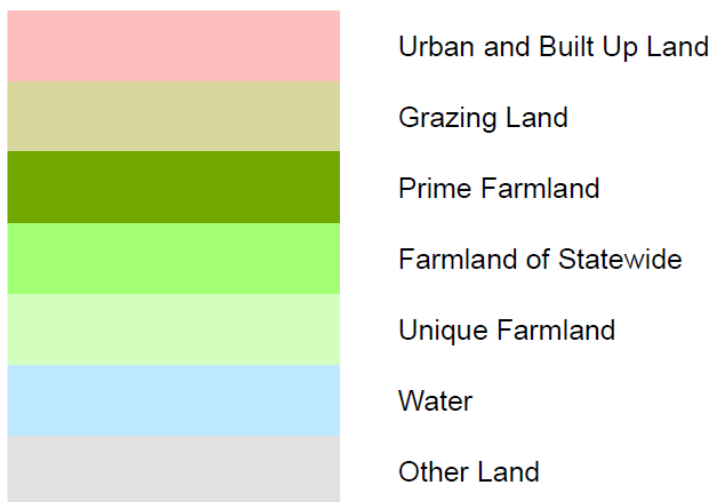 Urban and Built Up Land
Grazing Land
Prime Farmland
Farmland of Statewide
Unique Farmland
Water
Other Land